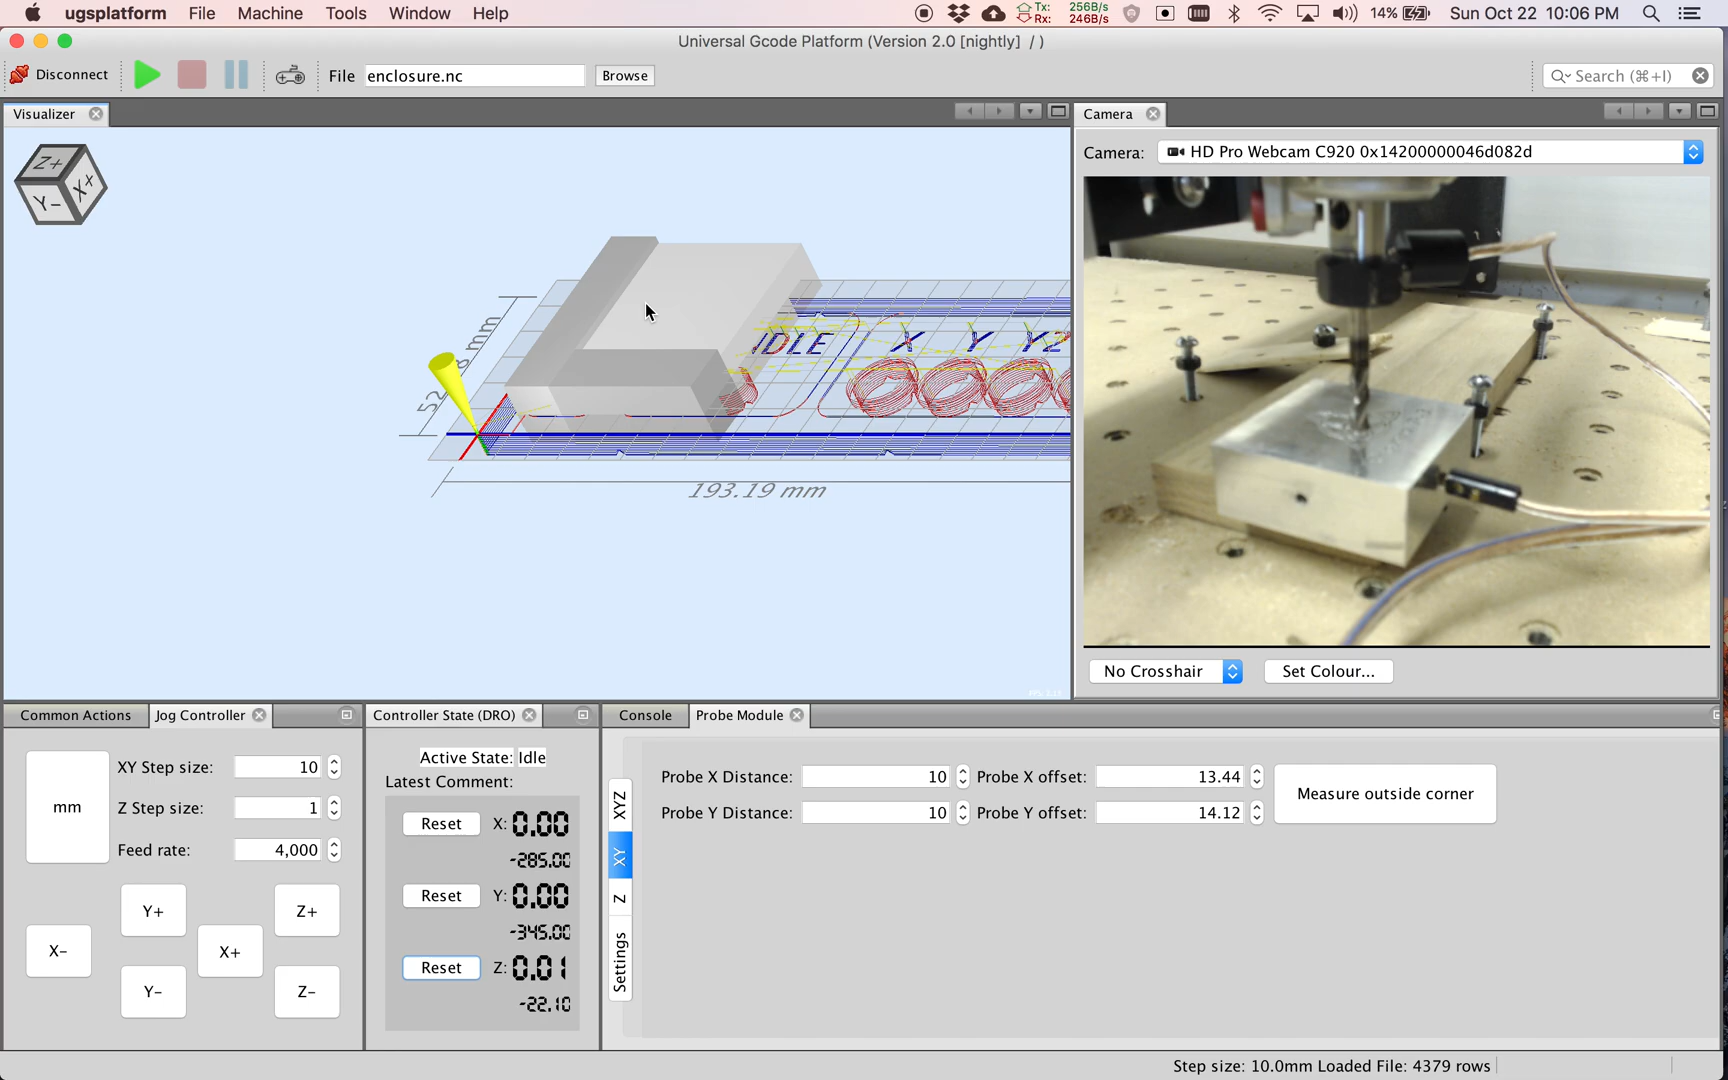 ugsplatform File Machine Tools Window Help Tx: 256B/s Rx: 246B/s 14% Sun Oct 22 10:06 PM
Universal Gcode Platform (Version 2.0 [nightly] / )
Disconnect File enclosure.nc Browse Search (⌘+I)
Visualizer
Camera
Camera: HD Pro Webcam C920 0x14200000046d082d
Z+
Y-
X+
mm
IDLE X Y
193.19 mm
No Crosshair Set Colour...
Common Actions Jog Controller
Controller State (DRO)
Console Probe Module
mm
XY Step size: 10
Z Step size: 1
Feed rate: 4,000
Y+
Z+
X-
X+
Y-
Z-
Active State: Idle
Latest Comment:
Reset X: 0.00
-285.00
Reset Y: 0.00
-345.00
Reset Z: 0.01
-22.10
XYZ
XY
Z
Settings
Probe X Distance: 10 Probe X offset: 13.44
Probe Y Distance: 10 Probe Y offset: 14.12
Measure outside corner
Step size: 10.0mm Loaded File: 4379 rows